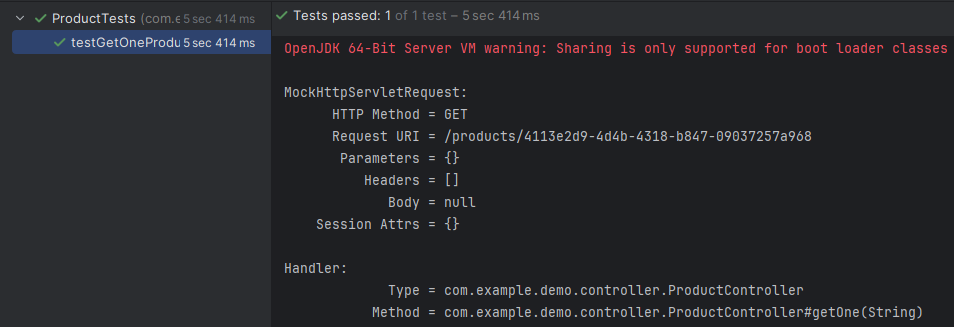 ProductTests (com.e 5 sec 414 ms
testGetOneProdu 5 sec 414 ms
Tests passed: 1 of 1 test – 5 sec 414 ms
OpenJDK 64-Bit Server VM warning: Sharing is only supported for boot loader classes
MockHttpServletRequest:
HTTP Method = GET
Request URI = /products/4113e2d9-4d4b-4318-b847-09037257a968
Parameters = {}
Headers = []
Body = null
Session Attrs = {}
Handler:
Type = com.example.demo.controller.ProductController
Method = com.example.demo.controller.ProductController#getOne(String)